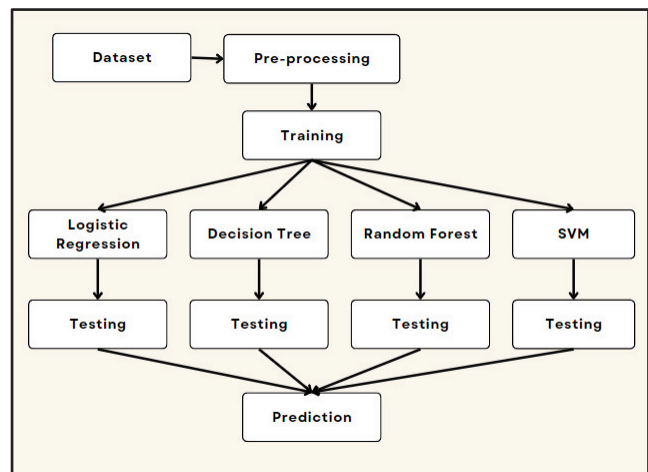 Dataset
Pre-processing
Training
Logistic
Regression
Decision Tree
Random Forest
SVM
Testing
Testing
Testing
Testing
Prediction